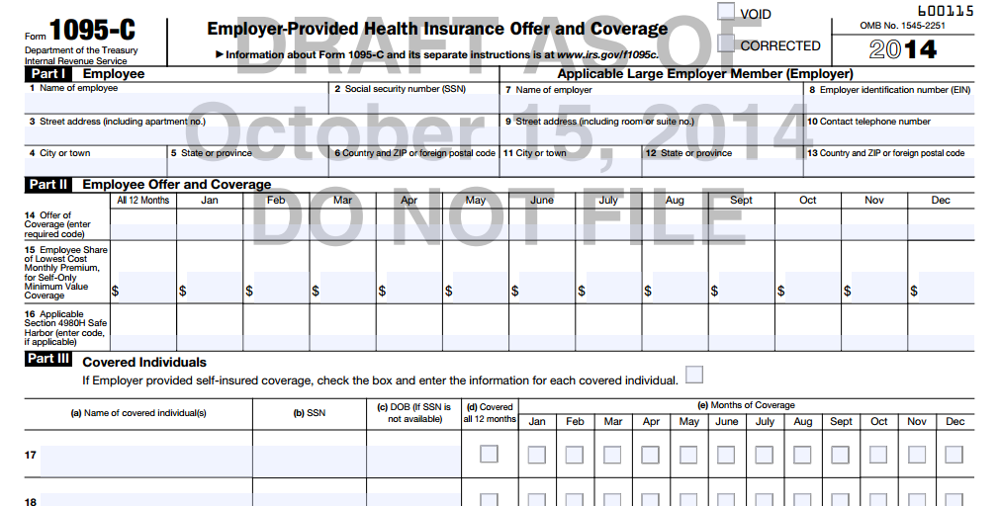 600115
Form 1095-C
Department of the Treasury
Internal Revenue Service
Employer-Provided Health Insurance Offer and Coverage
▶ Information about Form 1095-C and its separate instructions is at www.irs.gov/f1095c.
VOID
CORRECTED
OMB No. 1545-2251
2014
DRAFT AS OF
October 15, 2014
DO NOT FILE
Part I Employee
Applicable Large Employer Member (Employer)
1 Name of employee
2 Social security number (SSN)
7 Name of employer
8 Employer identification number (EIN)
3 Street address (including apartment no.)
9 Street address (including room or suite no.)
10 Contact telephone number
4 City or town
5 State or province
6 Country and ZIP or foreign postal code
11 City or town
12 State or province
13 Country and ZIP or foreign postal code
Part II Employee Offer and Coverage
All 12 Months Jan Feb Mar Apr May June July Aug Sept Oct Nov Dec
14 Offer of
Coverage (enter
required code)
15 Employee Share
of Lowest Cost
Monthly Premium,
for Self-Only
Minimum Value
Coverage
$ $ $ $ $ $ $ $ $ $ $ $ $
16 Applicable
Section 4980H Safe
Harbor (enter code,
if applicable)
Part III Covered Individuals
If Employer provided self-insured coverage, check the box and enter the information for each covered individual.
(a) Name of covered individual(s)
(b) SSN
(c) DOB (If SSN is
not available)
(d) Covered
all 12 months
(e) Months of Coverage
Jan Feb Mar Apr May June July Aug Sept Oct Nov Dec
17
18